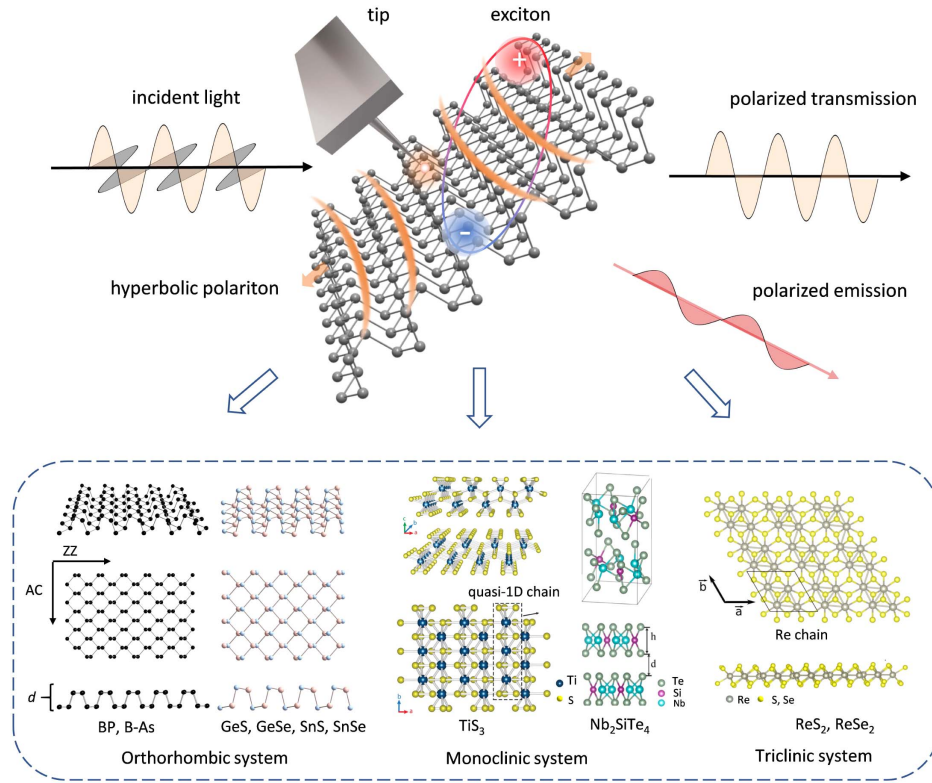 tip
exciton
incident light
polarized transmission
+
-
hyperbolic polariton
polarized emission
ZZ
AC
d
BP, B-As
GeS, GeSe, SnS, SnSe
Orthorhombic system
c
b
a
quasi-1D chain
b
a
Ti
S
TiS₃
h
d
Te
Si
Nb
Nb₂SiTe₄
Monoclinic system
b
a
Re chain
Re
S, Se
ReS₂, ReSe₂
Triclinic system